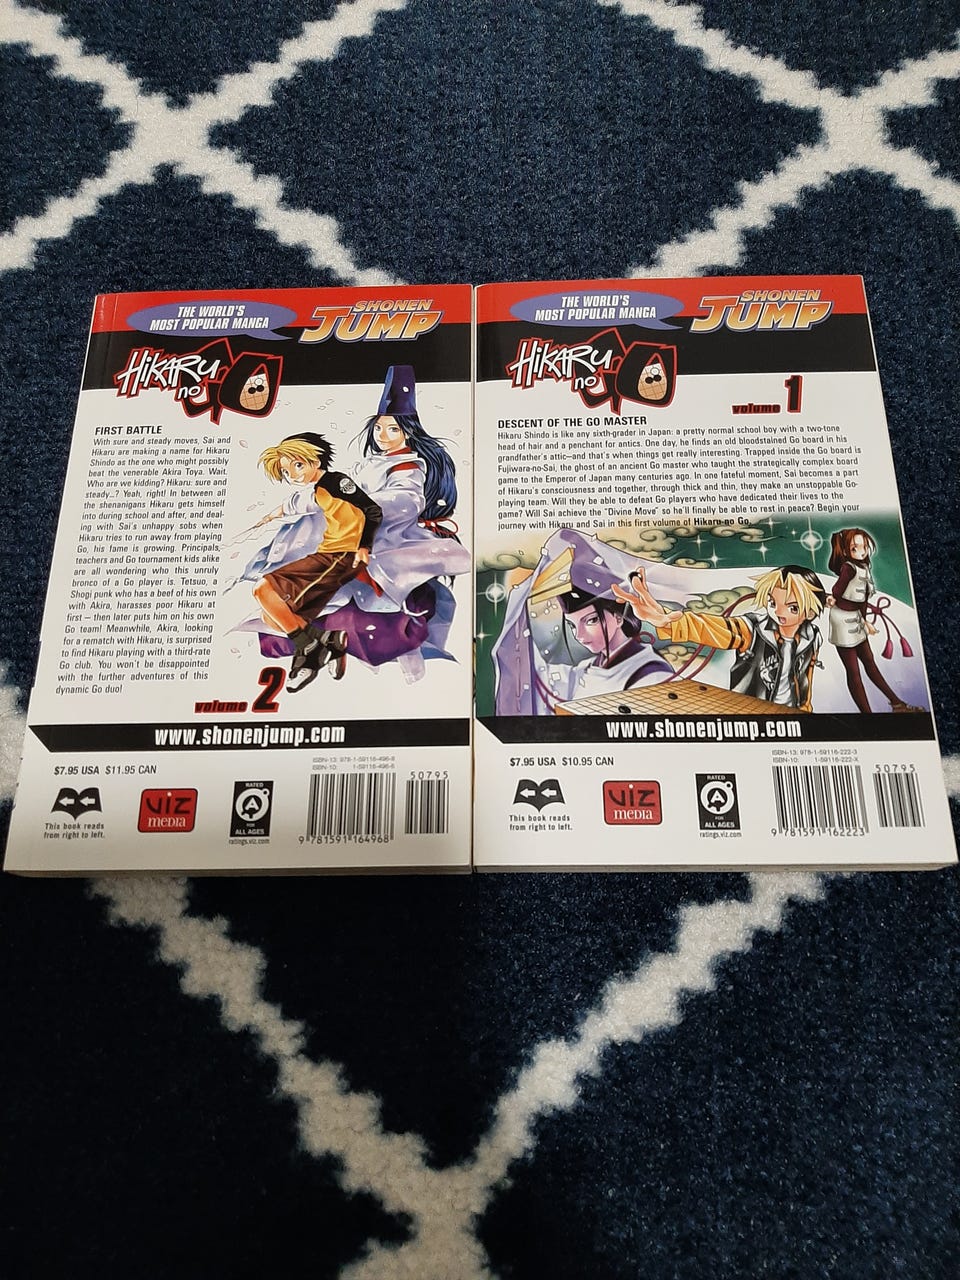 THE WORLD'S
MOST POPULAR MANGA
SHONEN
JUMP
HIKARU
no GO
FIRST BATTLE
With sure and steady moves, Sai and
Hikaru are making a name for Hikaru
Shindo as the one who might possibly
beat the venerable Akira Toya. Wait.
Who are we kidding? Hikaru: sure and
steady...? Yeah, right! In between all
the shenanigans Hikaru gets himself
into during school and after, and deal-
ing with Sai's unhappy sobs when
Hikaru tries to run away from playing
Go, his fame is growing. Principals,
teachers and Go tournament kids alike
are all wondering who this unruly
bronco of a Go player is. Tetsuo, a
Shogi punk who has a beef of his own
with Akira, harasses poor Hikaru at
first – then later puts him on his own
Go team! Meanwhile, Akira, looking
for a rematch with Hikaru, is surprised
to find Hikaru playing with a third-rate
Go club. You won't be disappointed
with the further adventures of this
dynamic Go duo!
volume 2
www.shonenjump.com
$7.95 USA $11.95 CAN
ISBN-13: 978-1-59116-496-8
ISBN-10: 1-59116-496-6
50795
This book reads
from right to left.
VIZ
MEDIA
RATED
A
FOR
ALL AGES
ratings.viz.com
9 781591 164968
THE WORLD'S
MOST POPULAR MANGA
SHONEN
JUMP
HIKARU
no GO
volume 1
DESCENT OF THE GO MASTER
Hikaru Shindo is like any sixth-grader in Japan: a pretty normal school boy with a two-tone
head of hair and a penchant for antics. One day, he finds an old bloodstained Go board in his
grandfather's attic—and that's when things get really interesting. Trapped inside the Go board is
Fujiwara-no-Sai, the ghost of an ancient Go master who taught the strategically complex board
game to the Emperor of Japan many centuries ago. In one fateful moment, Sai becomes a part
of Hikaru's consciousness and together, through thick and thin, they make an unstoppable Go-
playing team. Will they be able to defeat Go players who have dedicated their lives to the
game? Will Sai achieve the "Divine Move" so he'll finally be able to rest in peace? Begin your
journey with Hikaru and Sai in this first volume of Hikaru no Go.
www.shonenjump.com
$7.95 USA $10.95 CAN
ISBN-13: 978-1-59116-222-3
ISBN-10: 1-59116-222-X
50795
This book reads
from right to left.
VIZ
MEDIA
RATED
A
FOR
ALL AGES
ratings.viz.com
9 781591 162223